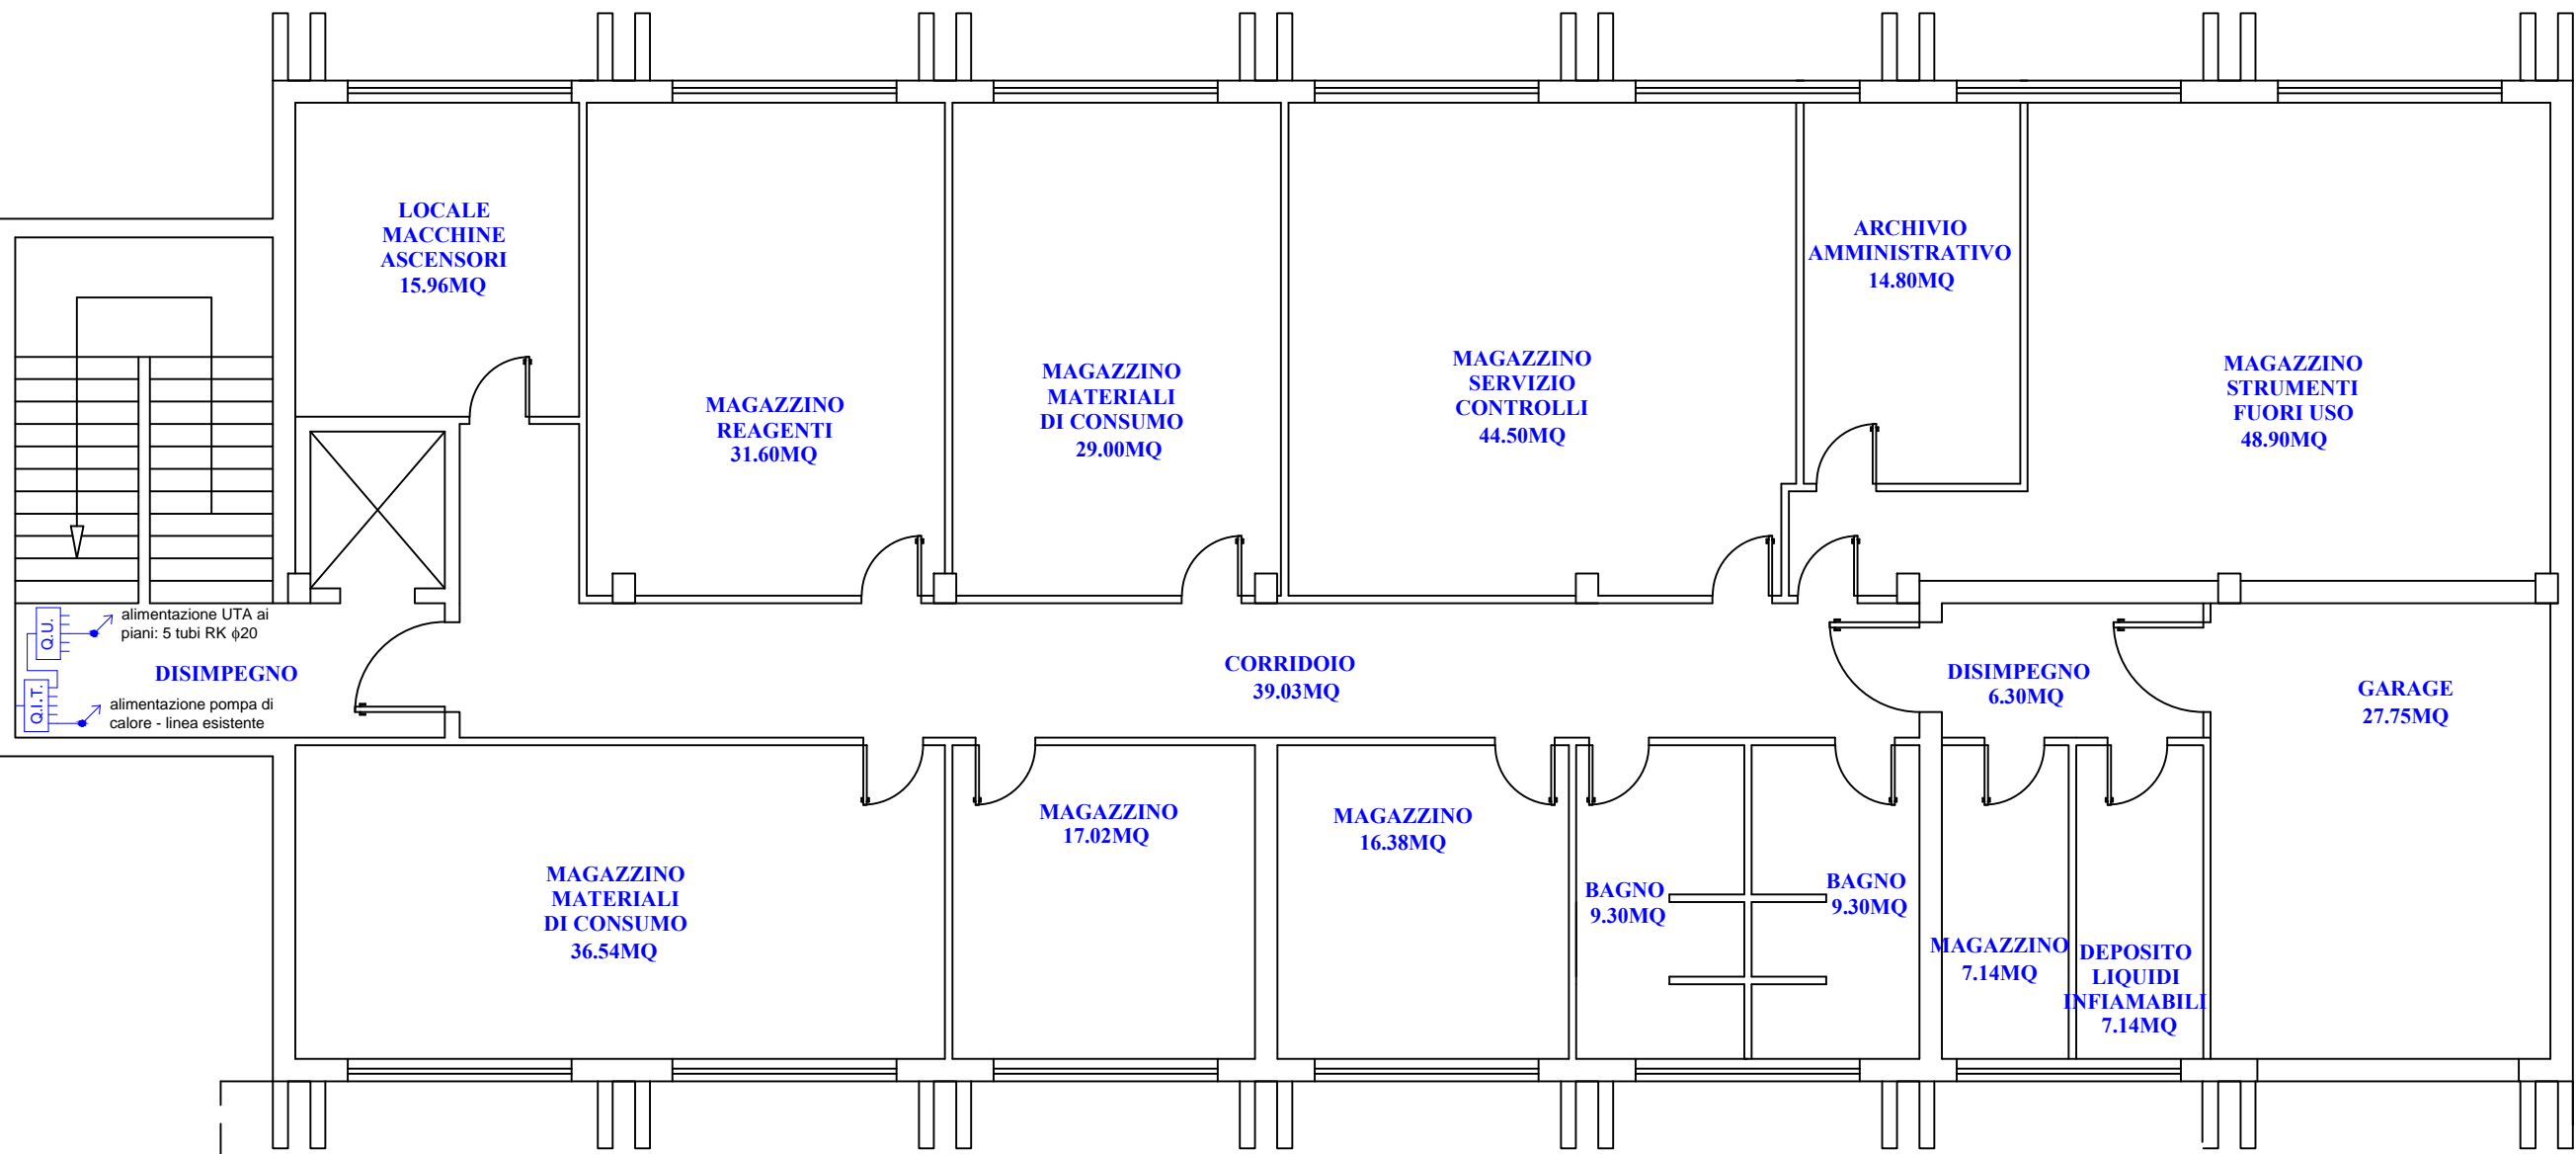 LOCALE
MACCHINE
ASCENSORI
15.96MQ
MAGAZZINO
REAGENTI
31.60MQ
MAGAZZINO
MATERIALI
DI CONSUMO
29.00MQ
MAGAZZINO
SERVIZIO
CONTROLLI
44.50MQ
ARCHIVIO
AMMINISTRATIVO
14.80MQ
MAGAZZINO
STRUMENTI
FUORI USO
48.90MQ
Q.U.
alimentazione UTA ai
piani: 5 tubi RK ϕ20
DISIMPEGNO
Q.I.T.
alimentazione pompa di
calore - linea esistente
CORRIDOIO
39.03MQ
DISIMPEGNO
6.30MQ
GARAGE
27.75MQ
MAGAZZINO
MATERIALI
DI CONSUMO
36.54MQ
MAGAZZINO
17.02MQ
MAGAZZINO
16.38MQ
BAGNO
9.30MQ
BAGNO
9.30MQ
MAGAZZINO
7.14MQ
DEPOSITO
LIQUIDI
INFIAMABILI
7.14MQ